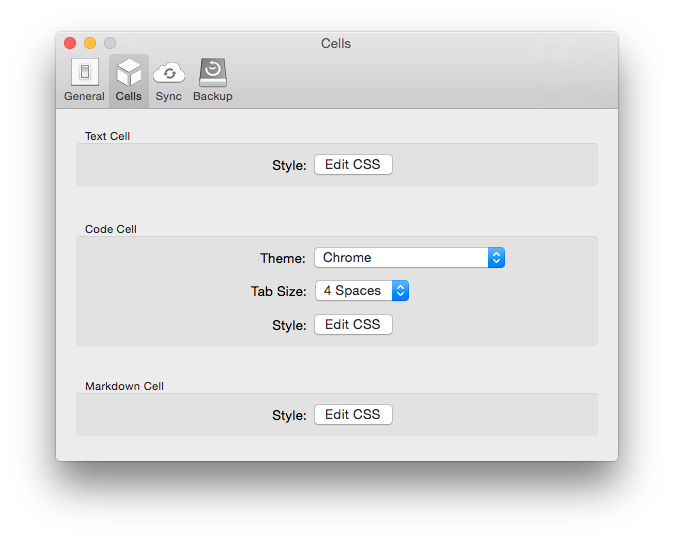 Cells
General Cells Sync Backup
Text Cell
Style: Edit CSS
Code Cell
Theme: Chrome
Tab Size: 4 Spaces
Style: Edit CSS
Markdown Cell
Style: Edit CSS